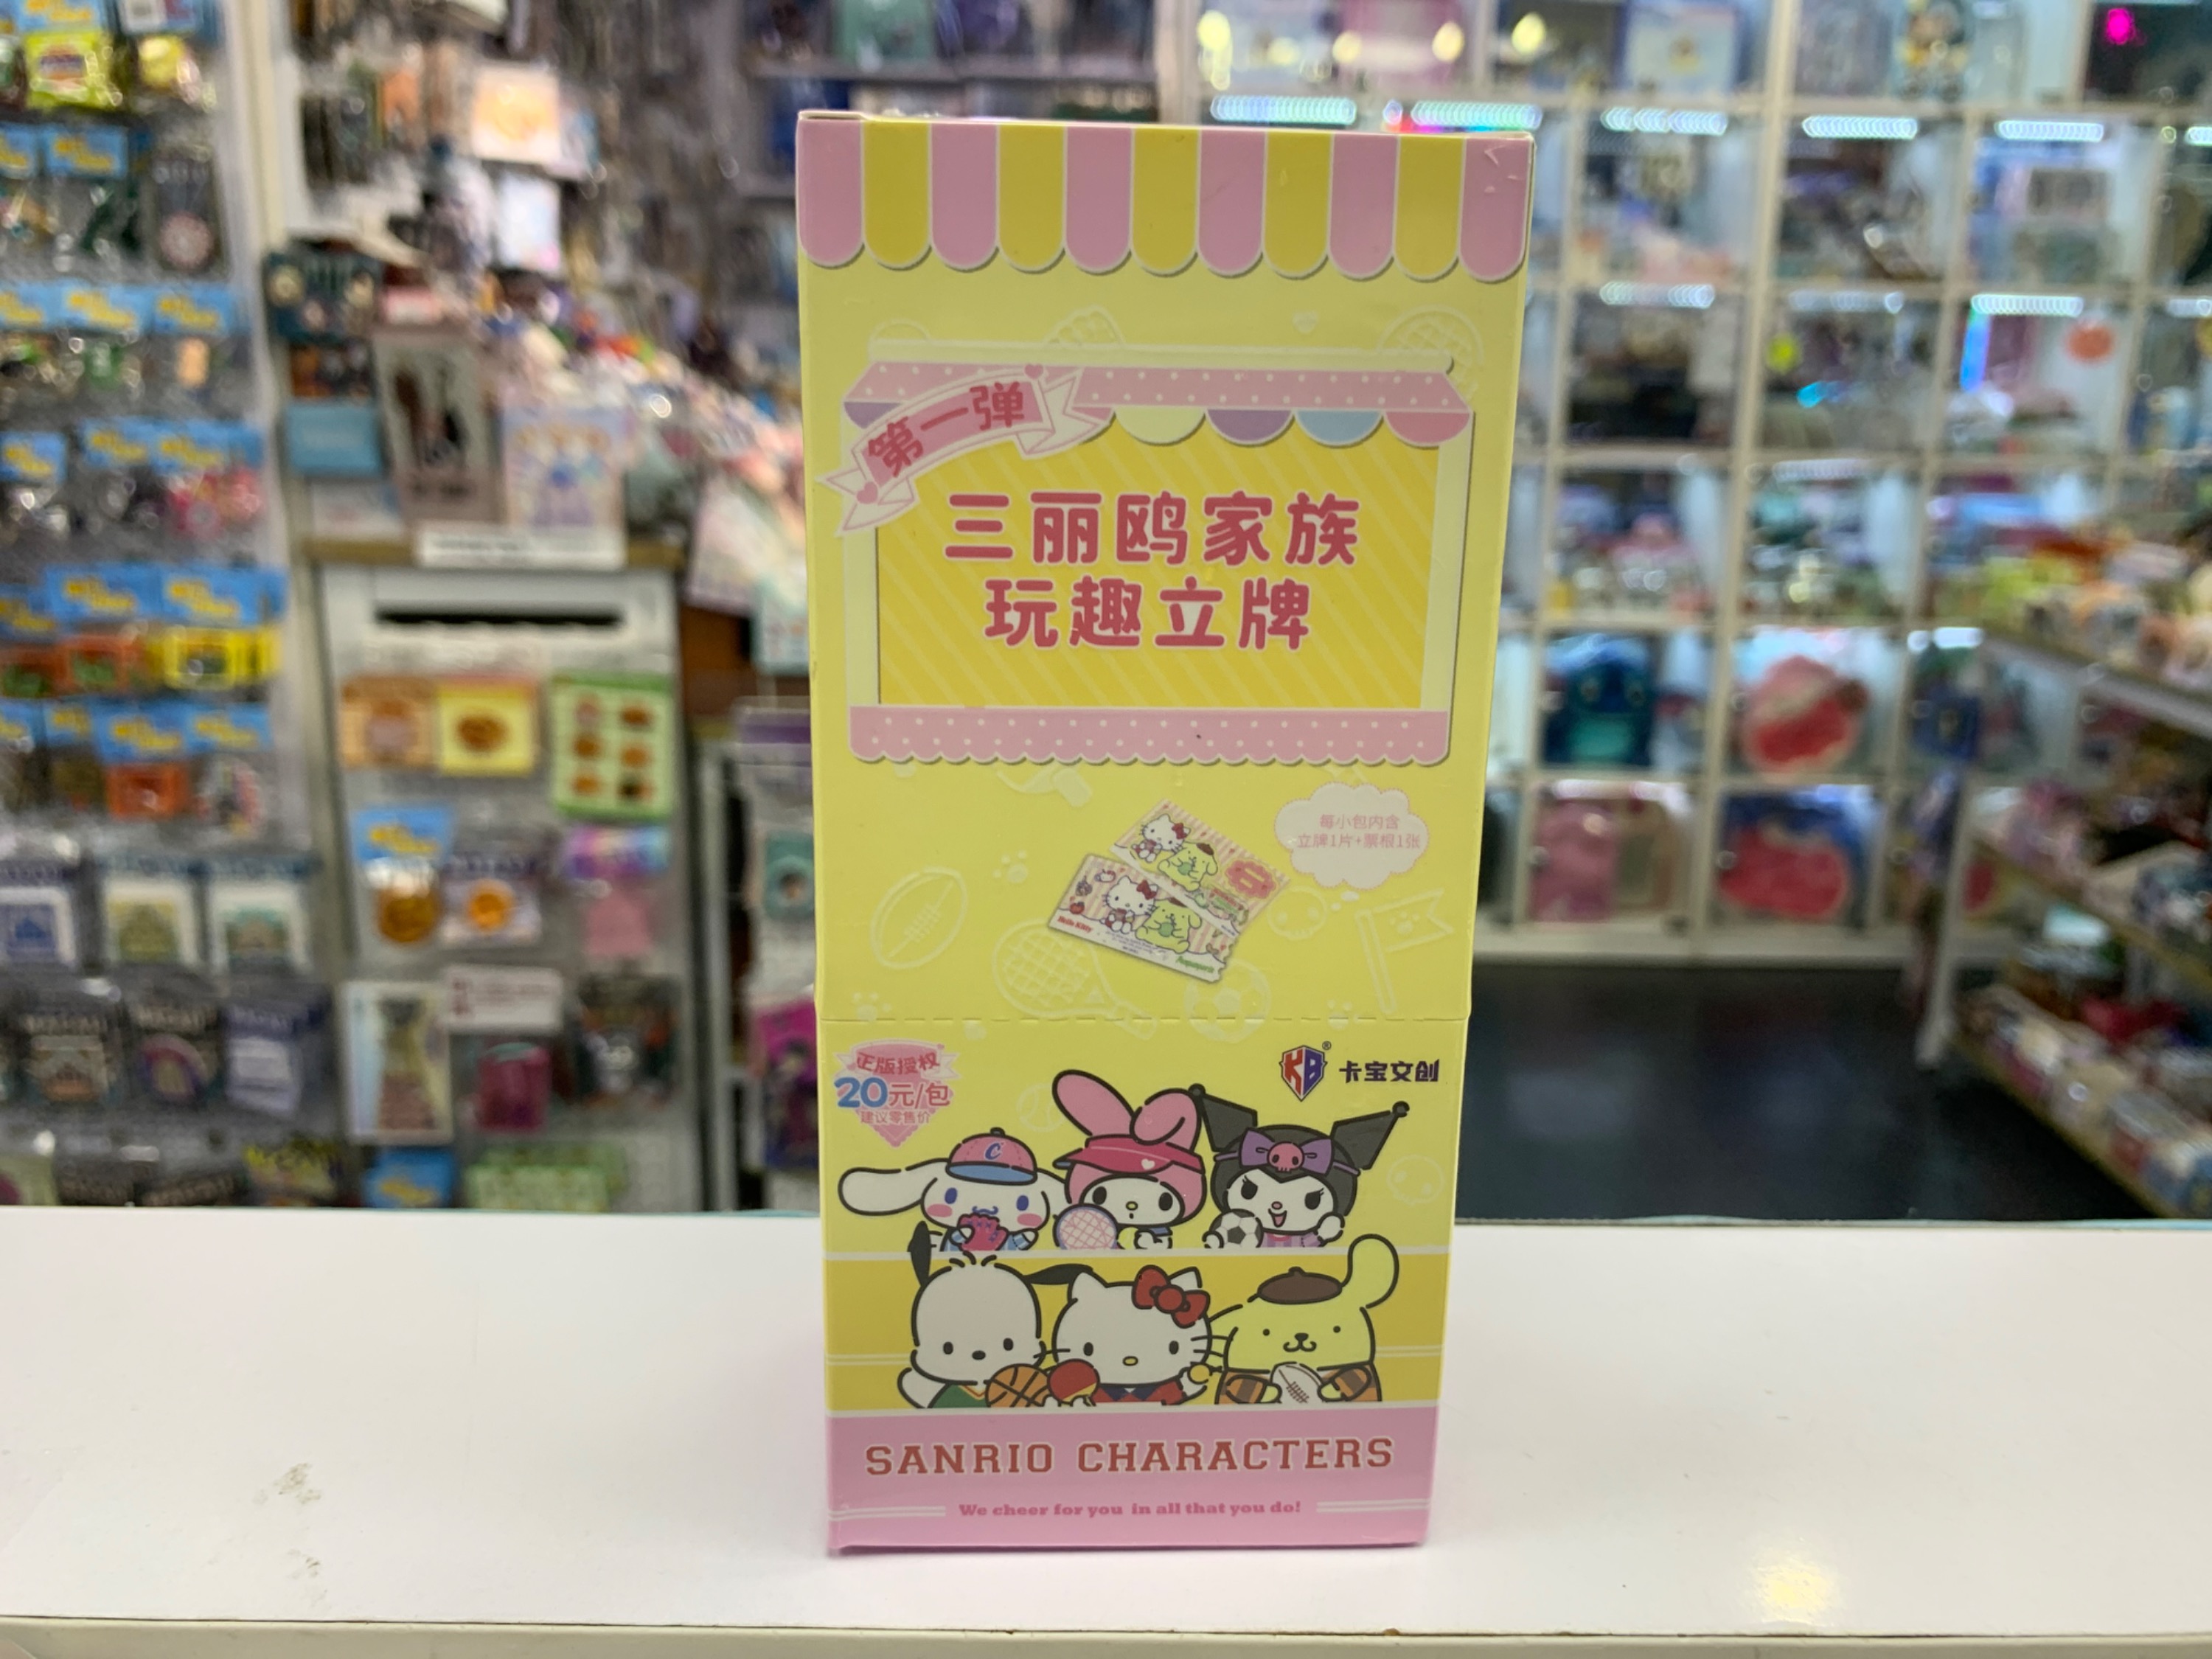 第一弹
三丽鸥家族
玩趣立牌
每小包内含
立牌1片+票根1张
正版授权
20元/包
建议零售价
KB®
卡宝文创
C
SANRIO CHARACTERS
We cheer for you in all that you do!